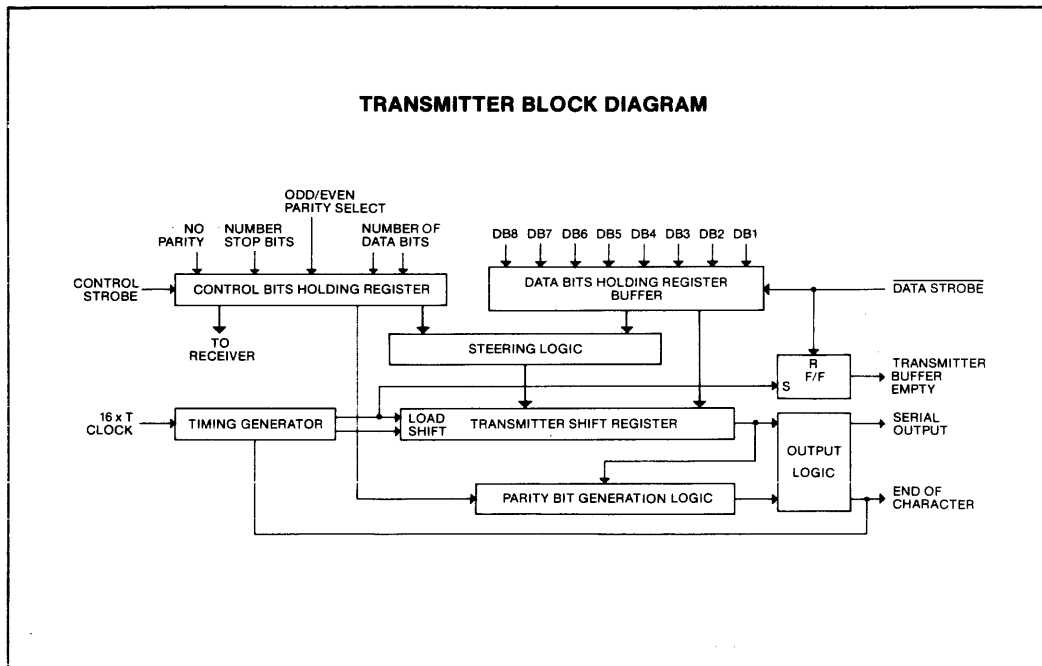 TRANSMITTER BLOCK DIAGRAM
ODD/EVEN
PARITY SELECT
NO
PARITY
NUMBER
STOP BITS
NUMBER OF
DATA BITS
DB8 DB7 DB6 DB5 DB4 DB3 DB2 DB1
CONTROL
STROBE
CONTROL BITS HOLDING REGISTER
DATA BITS HOLDING REGISTER
BUFFER
DATA STROBE
TO
RECEIVER
STEERING LOGIC
R
F/F
S
TRANSMITTER
BUFFER
EMPTY
16 x T
CLOCK
TIMING GENERATOR
LOAD
SHIFT
TRANSMITTER SHIFT REGISTER
OUTPUT
LOGIC
SERIAL
OUTPUT
PARITY BIT GENERATION LOGIC
END OF
CHARACTER